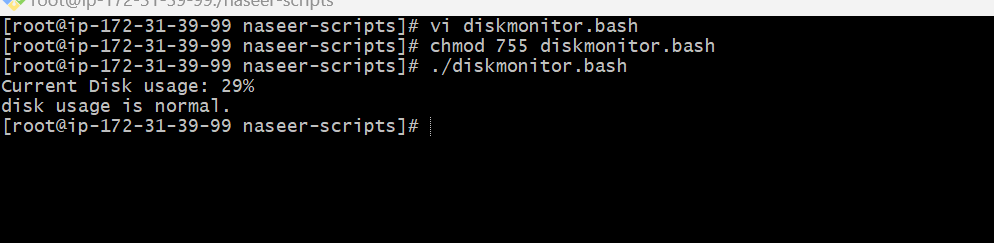 root@ip-172-31-39-99:/naseer-scripts
[root@ip-172-31-39-99 naseer-scripts]# vi diskmonitor.bash
[root@ip-172-31-39-99 naseer-scripts]# chmod 755 diskmonitor.bash
[root@ip-172-31-39-99 naseer-scripts]# ./diskmonitor.bash
Current Disk usage: 29%
disk usage is normal.
[root@ip-172-31-39-99 naseer-scripts]#